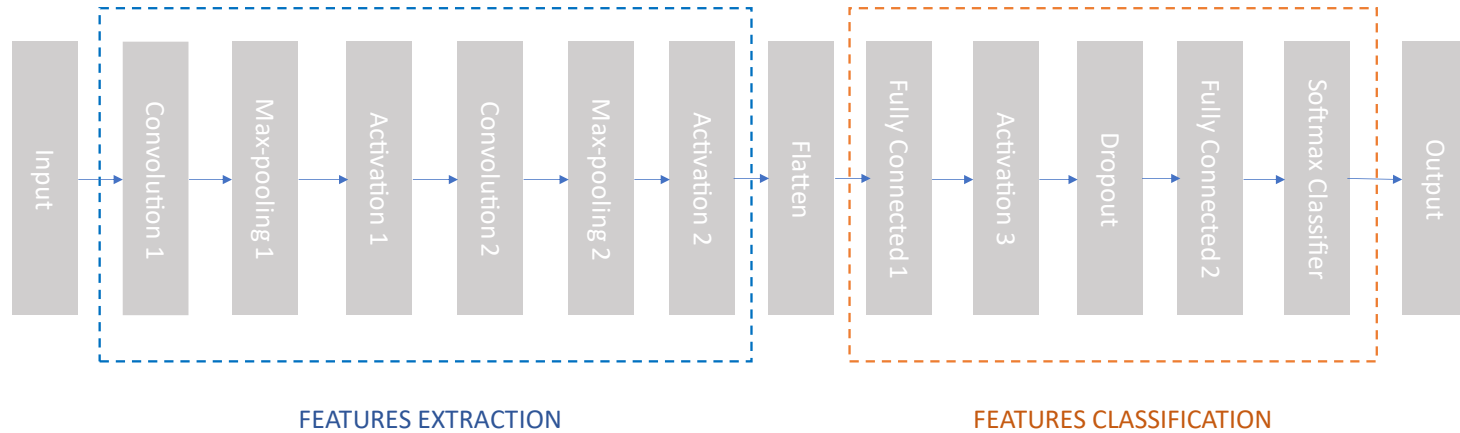 Input
Convolution 1
Max-pooling 1
Activation 1
Convolution 2
Max-pooling 2
Activation 2
Flatten
Fully Connected 1
Activation 3
Dropout
Fully Connected 2
Softmax Classifier
Output
FEATURES EXTRACTION
FEATURES CLASSIFICATION